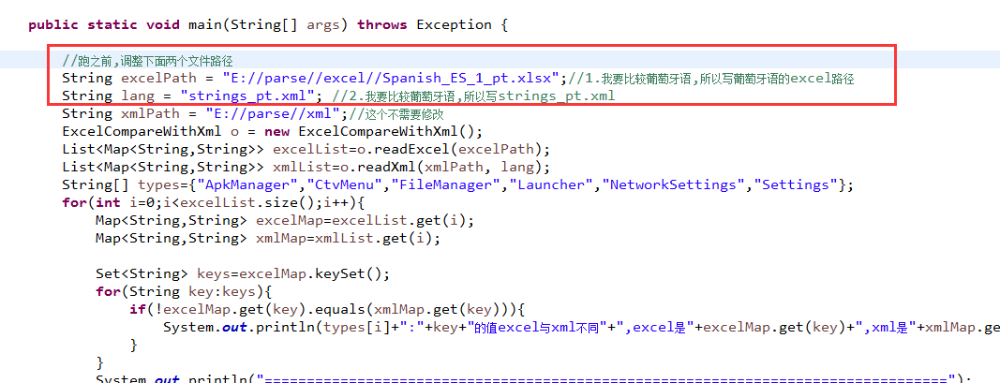 public static void main(String[] args) throws Exception {
//跑之前,调整下面两个文件路径
String excelPath = "E://parse//excel//Spanish_ES_1_pt.xlsx";//1.我要比较葡萄牙语,所以写葡萄牙语的excel路径
String lang = "strings_pt.xml"; //2.我要比较葡萄牙语,所以写strings_pt.xml
String xmlPath = "E://parse//xml";//这个不需要修改
ExcelCompareWithXml o = new ExcelCompareWithXml();
List<Map<String,String>> excelList=o.readExcel(excelPath);
List<Map<String,String>> xmlList=o.readXml(xmlPath, lang);
String[] types={"ApkManager","CtvMenu","FileManager","Launcher","NetworkSettings","Settings"};
for(int i=0;i<excelList.size();i++){
Map<String,String> excelMap=excelList.get(i);
Map<String,String> xmlMap=xmlList.get(i);
Set<String> keys=excelMap.keySet();
for(String key:keys){
if(!excelMap.get(key).equals(xmlMap.get(key))){
System.out.println(types[i]+":"+key+"的值excel与xml不同"+",excel是"+excelMap.get(key)+",xml是"+xmlMap.ge
}
}
System.out.println("=================================================================================");